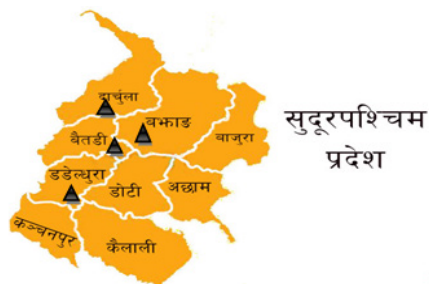 दार्चुला
बझाङ
बाजुरा
बैतडी
डडेल्धुरा
डोटी
अछाम
कञ्चनपुर
कैलाली
सुदूरपश्चिम
प्रदेश